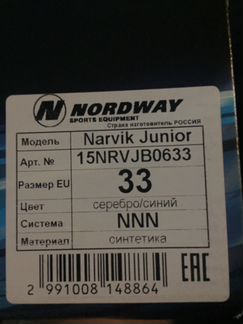 N NORDWAY
SPORTS EQUIPMENT
Страна изготовитель РОССИЯ
Модель Narvik Junior
Арт. № 15NRVJB0633
Размер EU 33
Цвет серебро/синий
Система NNN
Материал синтетика
EAC
2 991008 148864